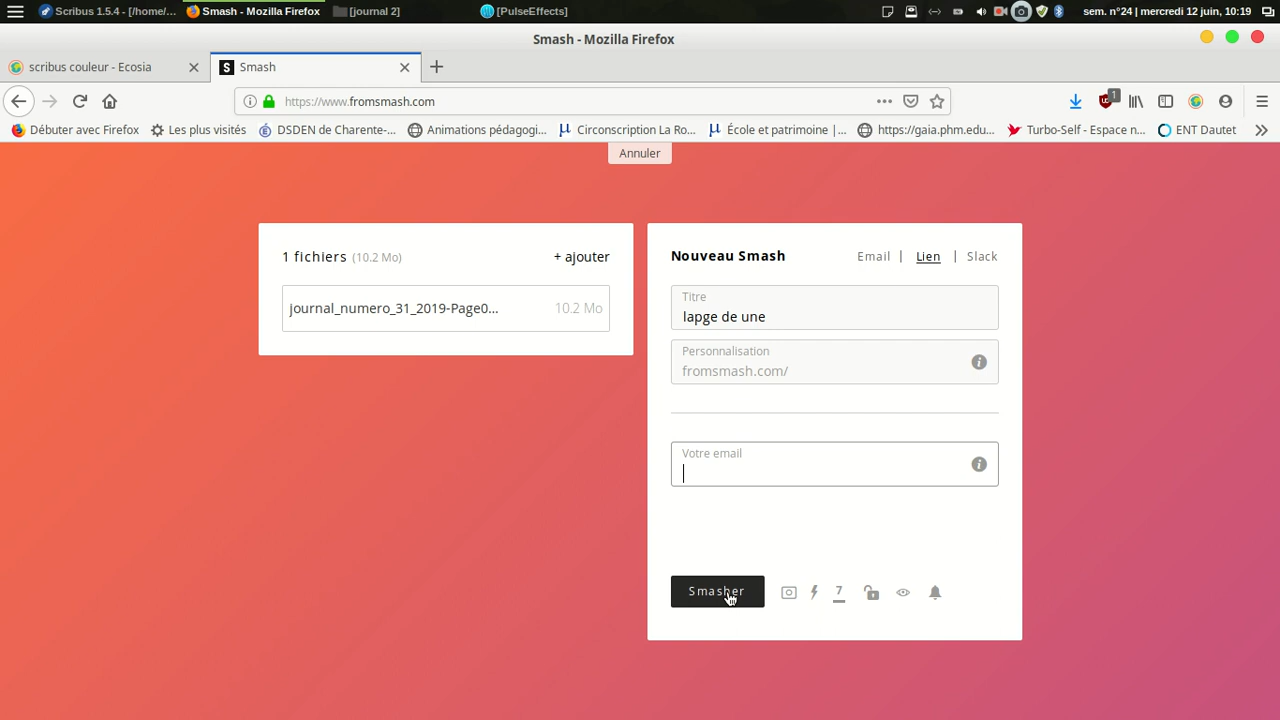 Scribus 1.5.4 - [/home/...
Smash - Mozilla Firefox
[journal 2]
[PulseEffects]
sem. n°24 | mercredi 12 juin, 10:19
Smash - Mozilla Firefox
scribus couleur - Ecosia
S Smash
https://www.fromsmash.com
1
Débuter avec Firefox
Les plus visités
DSDEN de Charente-...
Animations pédagogi...
Circonscription La Ro...
École et patrimoine |...
https://gaia.phm.edu...
Turbo-Self - Espace n...
ENT Dautet
Annuler
1 fichiers (10.2 Mo)
+ ajouter
journal_numero_31_2019-Page0...
10.2 Mo
Nouveau Smash
Email | Lien | Slack
Titre
lapge de une
Personnalisation
fromsmash.com/
Votre email
Smasher
7